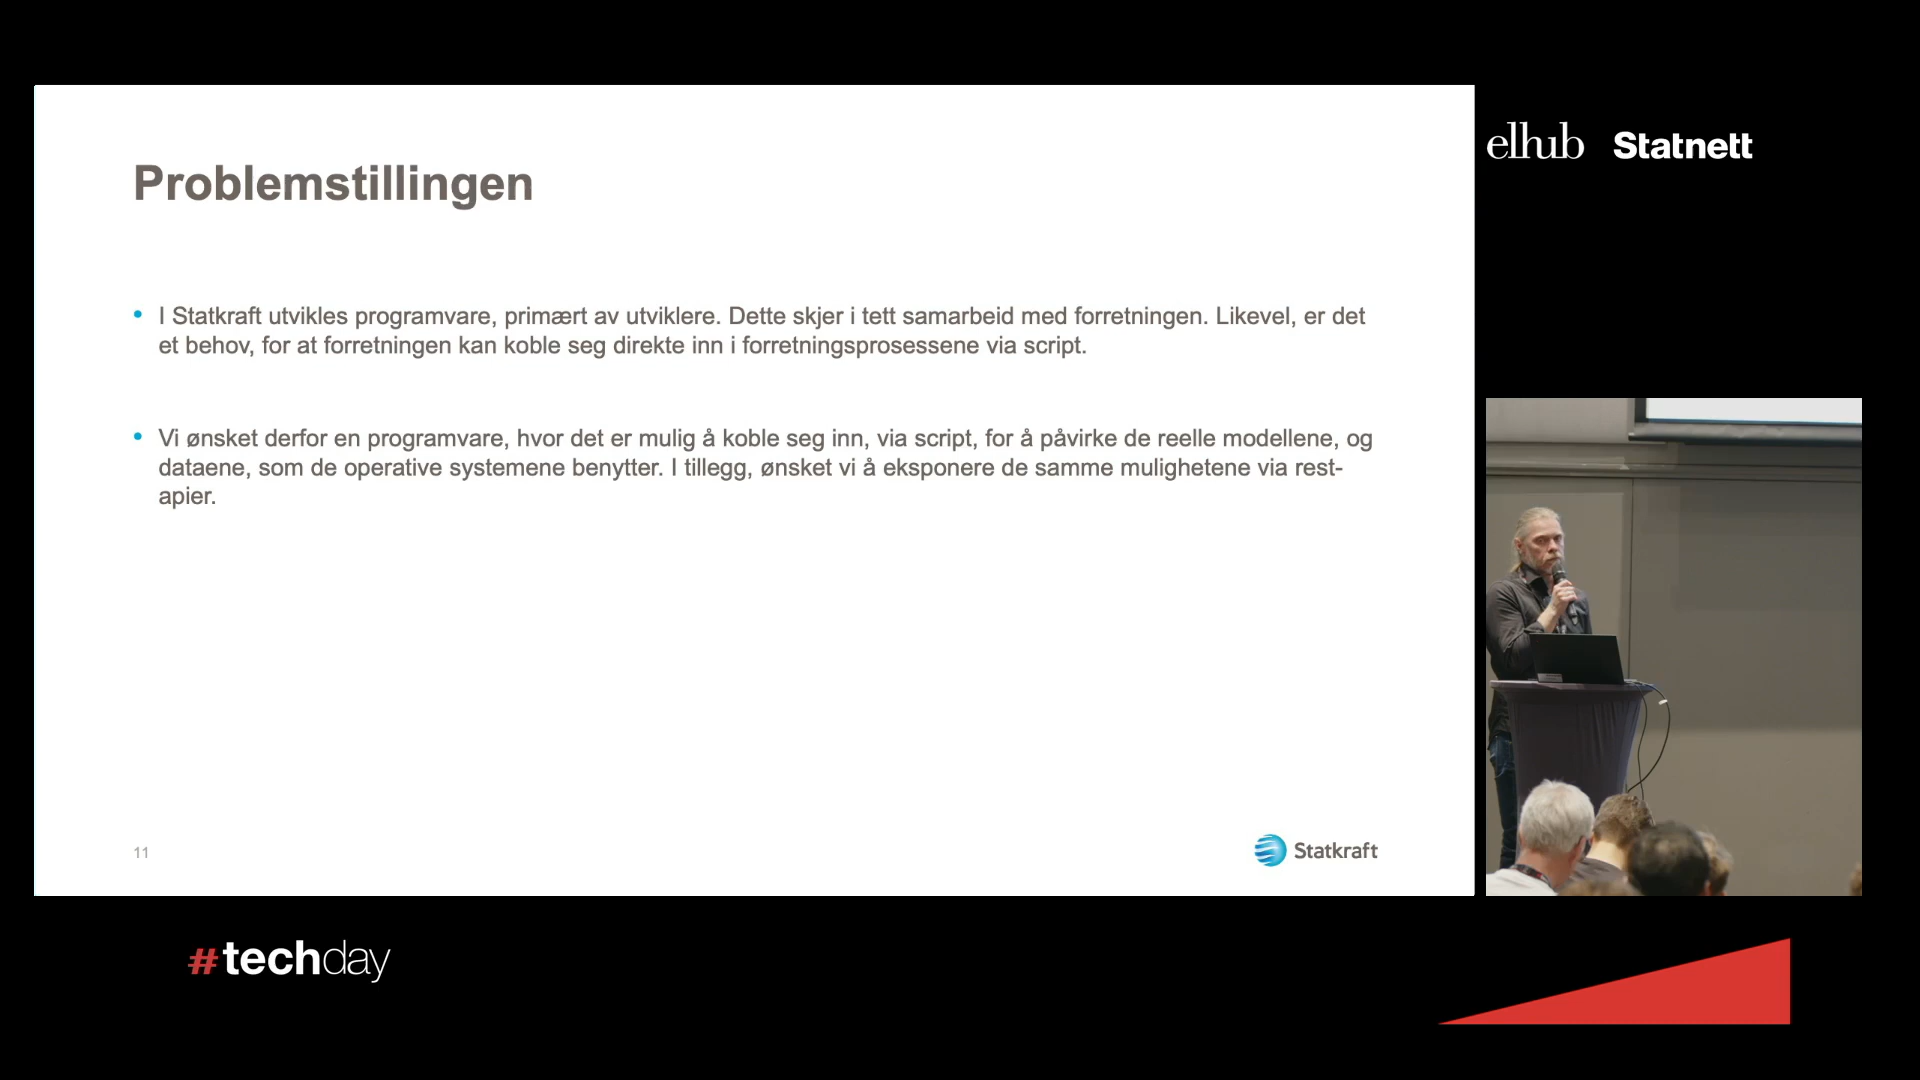 Problemstillingen
• I Statkraft utvikles programvare, primært av utviklere. Dette skjer i tett samarbeid med forretningen. Likevel, er det
et behov, for at forretningen kan koble seg direkte inn i forretningsprosessene via script.
• Vi ønsket derfor en programvare, hvor det er mulig å koble seg inn, via script, for å påvirke de reelle modellene, og
dataene, som de operative systemene benytter. I tillegg, ønsket vi å eksponere de samme mulighetene via rest-
apier.
11
Statkraft
elhub Statnett
#techday